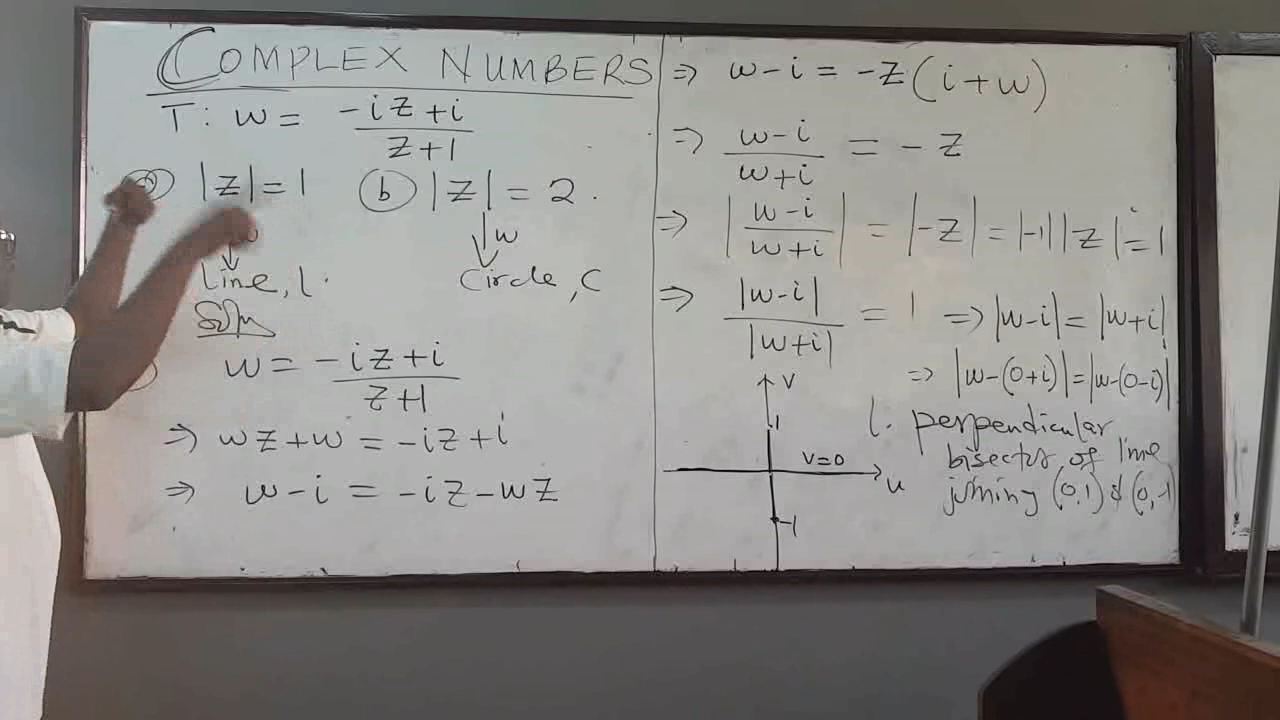 COMPLEX NUMBERS
T: w = (-iz+i)/(z+1)
(a) |z|=1 (b) |z| = 2.
w w
Line, l. Circle, C
Soln
w = (-iz+i)/(z+1)
⇒ wz+w = -iz+i
⇒ w-i = -iz-wz
⇒ w-i = -z(i+w)
⇒ (w-i)/(w+i) = -z
⇒ |(w-i)/(w+i)| = |-z| = |-1||z| = 1
⇒ |w-i|/|w+i| = 1 ⇒ |w-i| = |w+i|
⇒ |w-(0+i)| = |w-(0-i)|
v
1
v=0
u
-1
l. perpendicular
bisector of line
joining (0,1) & (0,-1